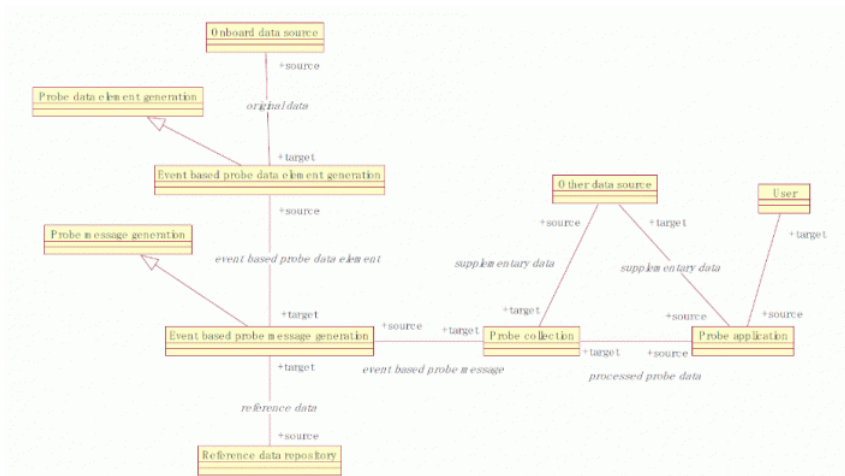 Onboard data source
+source
Probe data element generation
original data
+target
Event based probe data element generation
Other data source
User
+source
+source
+target
+target
Probe message generation
event based probe data element
supplementary data
supplementary data
+target
+target
+source
+source
+source
+target
Event based probe message generation
Probe collection
Probe application
+target
+target
+source
event based probe message
processed probe data
reference data
+source
Reference data repository